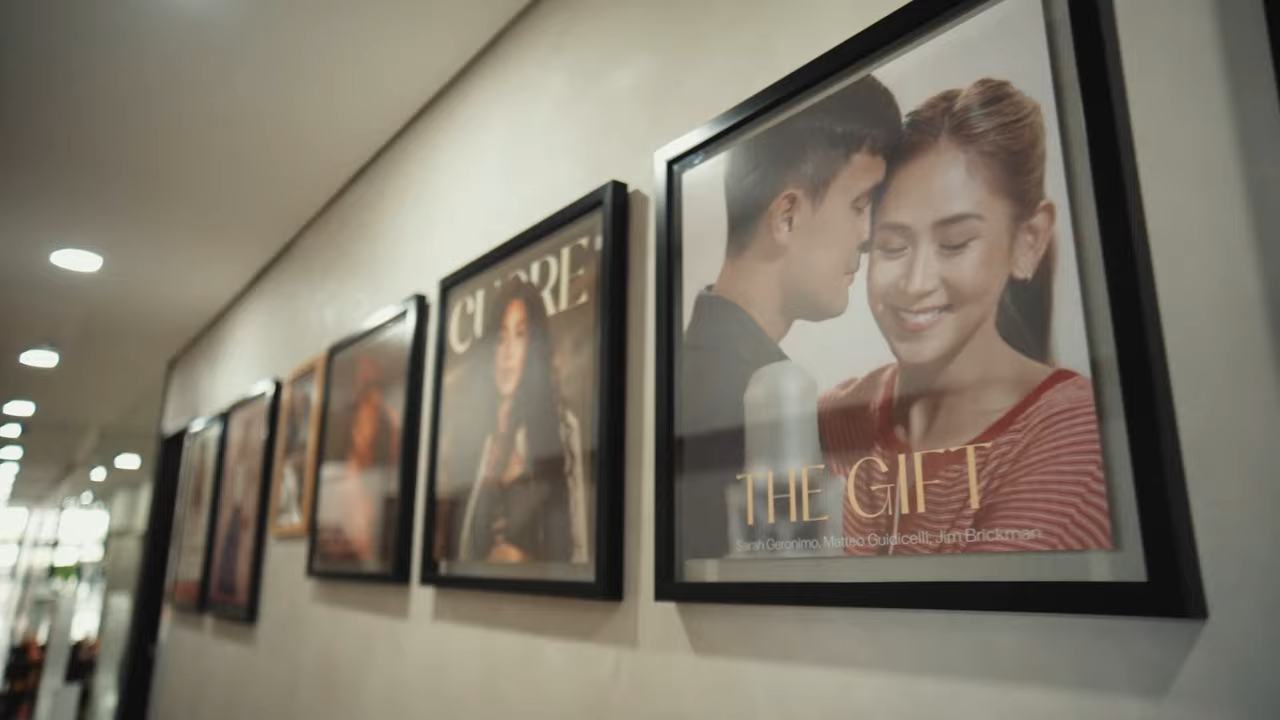 THE GIFT
Sarah Geronimo, Matteo Guidicelli, Jim Brickman